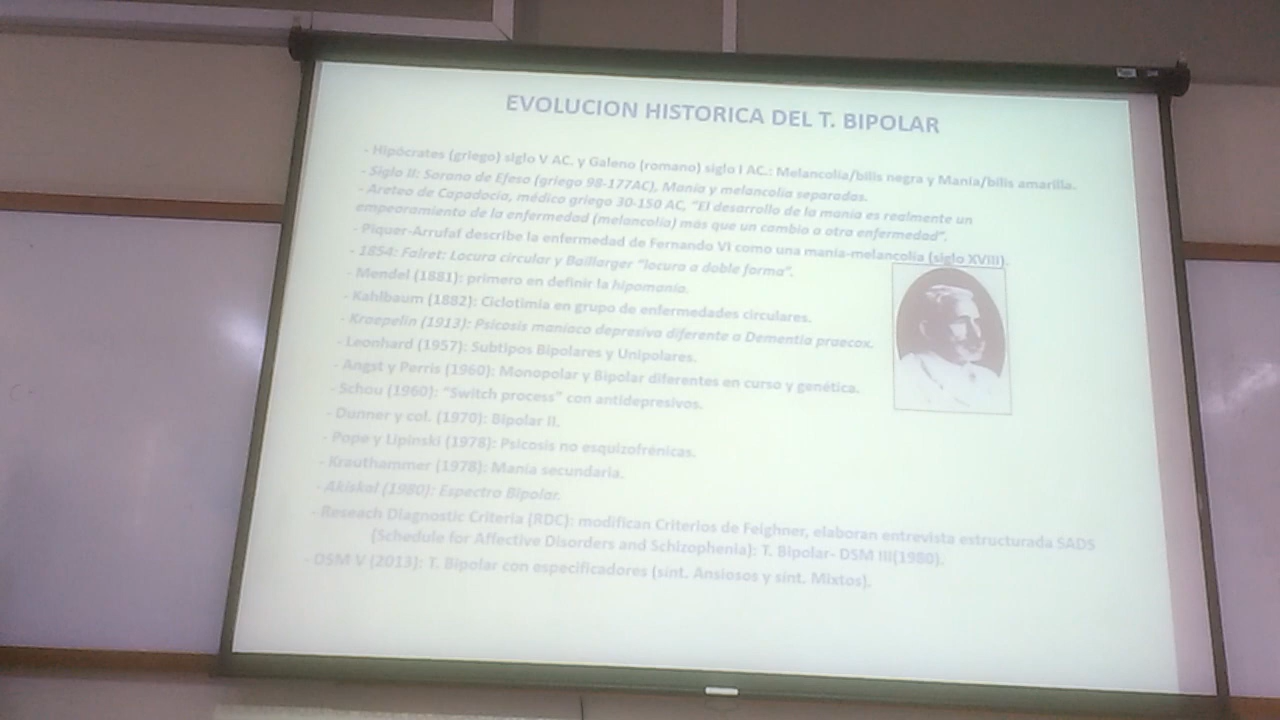 EVOLUCION HISTORICA DEL T. BIPOLAR
- Hipócrates (griego) siglo V AC. y Galeno (romano) siglo I AC.: Melancolía/bilis negra y Manía/bilis amarilla.
- Siglo II: Sorano de Efeso (griego 98-177AC), Manía y melancolía separadas.
- Areteo de Capadocia, médico griego 30-150 AC, "El desarrollo de la manía es realmente un
empeoramiento de la enfermedad (melancolía) más que un cambio a otra enfermedad".
- Piquer-Arrufat describe la enfermedad de Fernando VI como una manía-melancolía (siglo XVIII).
- 1854: Falret: Locura circular y Baillarger "locura a doble forma".
- Mendel (1881): primero en definir la hipomanía.
- Kahlbaum (1882): Ciclotimia en grupo de enfermedades circulares.
- Kraepelin (1913): Psicosis maníaco depresiva diferente a Dementia praecox.
- Leonhard (1957): Subtipos Bipolares y Unipolares.
- Angst y Perris (1960): Monopolar y Bipolar diferentes en curso y genética.
- Schou (1960): "Switch process" con antidepresivos.
- Dunner y col. (1970): Bipolar II.
- Pope y Lipinski (1978): Psicosis no esquizofrénicas.
- Krauthammer (1978): Manía secundaria.
- Akiskal (1980): Espectro Bipolar.
- Reseach Diagnostic Criteria (RDC): modifican Criterios de Feighner, elaboran entrevista estructurada SADS
(Schedule for Affective Disorders and Schizophenia): T. Bipolar- DSM III(1980).
- DSM V (2013): T. Bipolar con especificadores (sínt. Ansiosos y sínt. Mixtos).